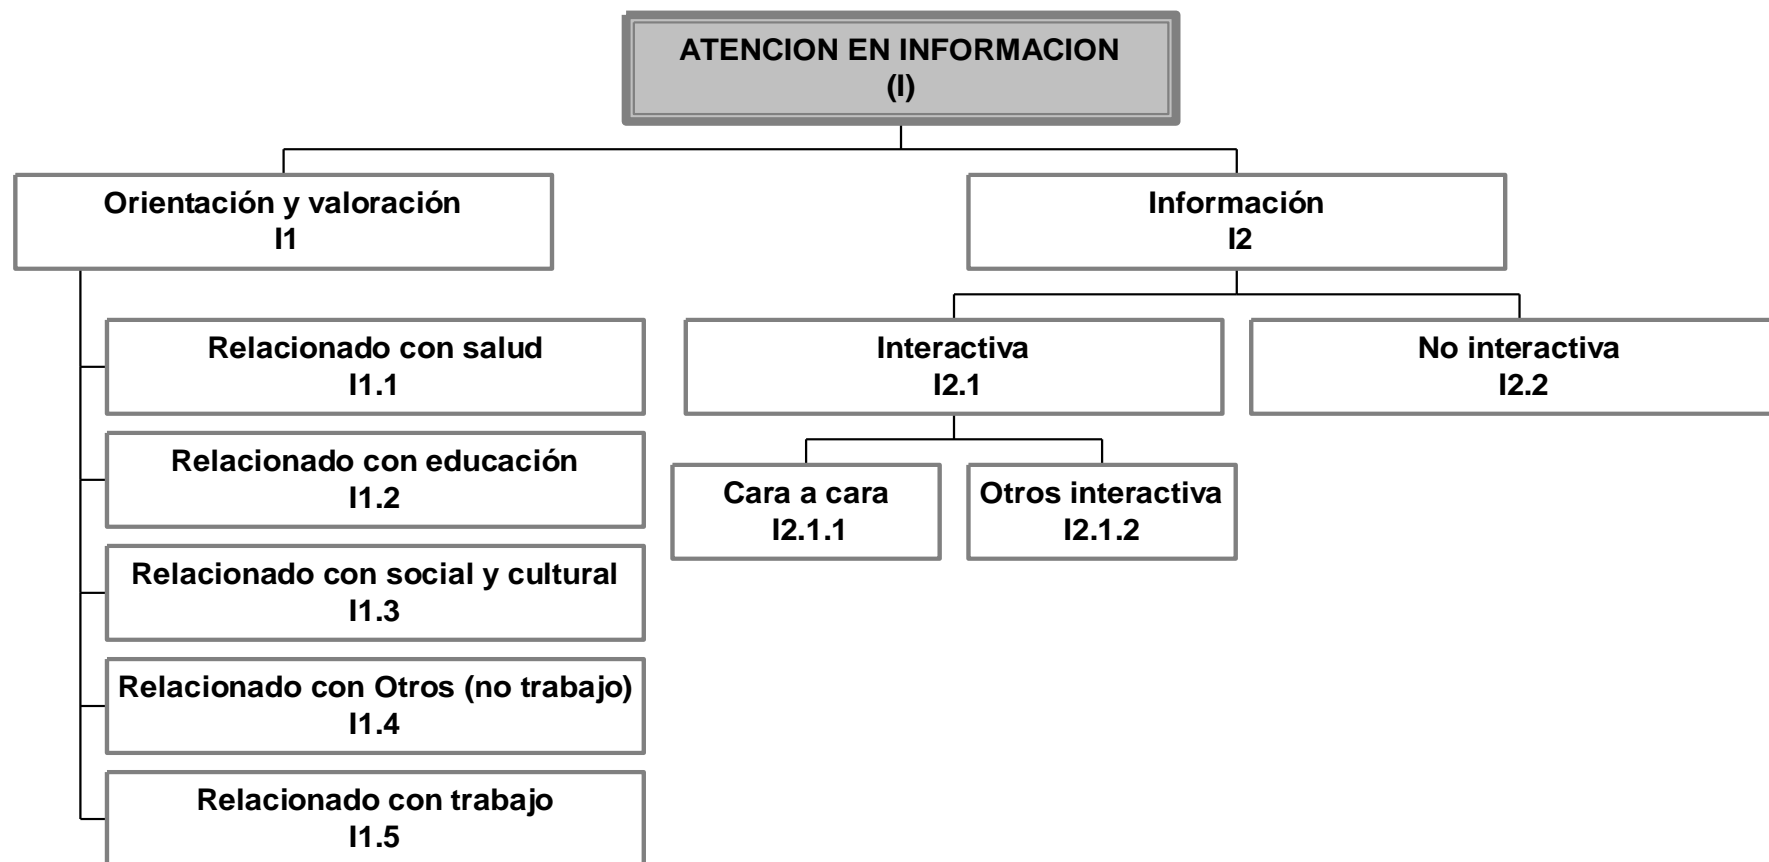 ATENCION EN INFORMACION
(I)
Orientación y valoración
I1
Información
I2
Relacionado con salud
I1.1
Relacionado con educación
I1.2
Relacionado con social y cultural
I1.3
Relacionado con Otros (no trabajo)
I1.4
Relacionado con trabajo
I1.5
Interactiva
I2.1
No interactiva
I2.2
Cara a cara
I2.1.1
Otros interactiva
I2.1.2